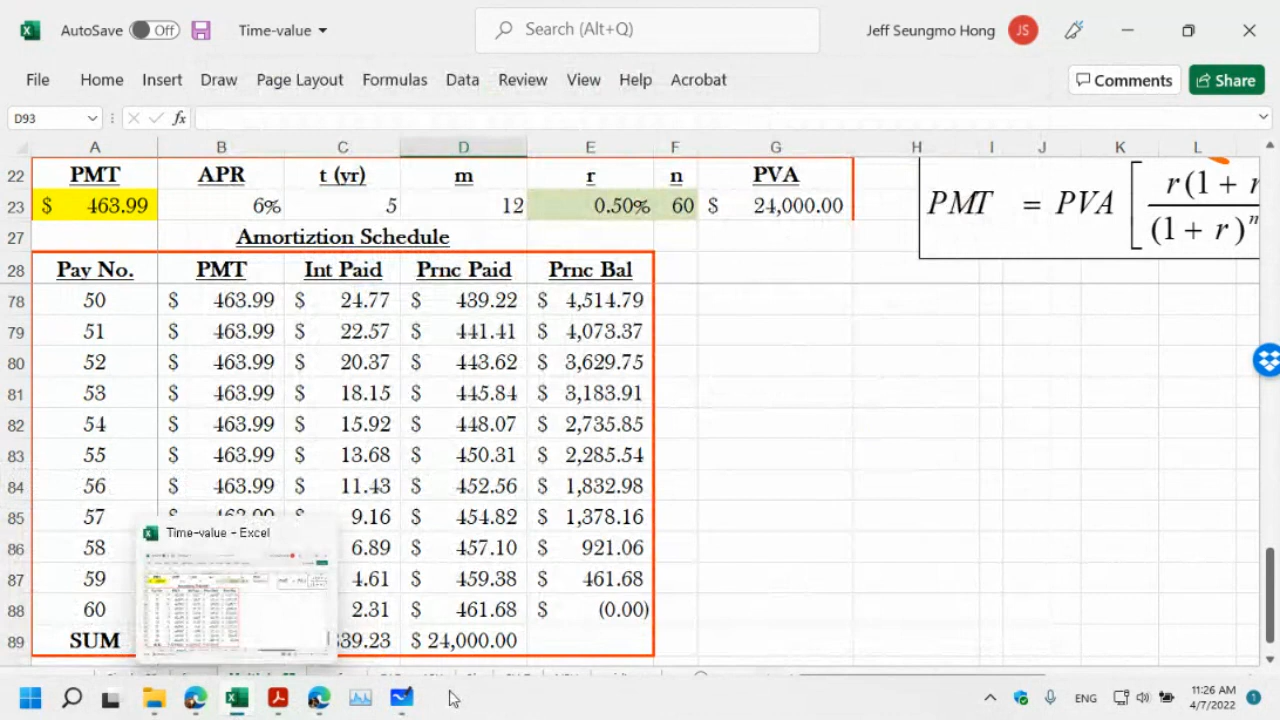 AutoSave Off Time-value Search (Alt+Q) Jeff Seungmo Hong JS
File Home Insert Draw Page Layout Formulas Data Review View Help Acrobat Comments Share
D93 fx
A B C D E F G H I J K L
22 PMT APR t (yr) m r n PVA
23 $ 463.99 6% 5 12 0.50% 60 $ 24,000.00
PMT = PVA [ r(1 + r
(1 + r)^n
27 Amortiztion Schedule
28 Pay No. PMT Int Paid Prnc Paid Prnc Bal
78 50 $ 463.99 $ 24.77 $ 439.22 $ 4,514.79
79 51 $ 463.99 $ 22.57 $ 441.41 $ 4,073.37
80 52 $ 463.99 $ 20.37 $ 443.62 $ 3,629.75
81 53 $ 463.99 $ 18.15 $ 445.84 $ 3,183.91
82 54 $ 463.99 $ 15.92 $ 448.07 $ 2,735.85
83 55 $ 463.99 $ 13.68 $ 450.31 $ 2,285.54
84 56 $ 463.99 $ 11.43 $ 452.56 $ 1,832.98
85 57 9.16 $ 454.82 $ 1,378.16
Time-value - Excel
86 58 6.89 $ 457.10 $ 921.06
87 59 4.61 $ 459.38 $ 461.68
88 60 2.31 $ 461.68 $ (0.00)
89 SUM 39.23 $ 24,000.00
ENG 11:26 AM
4/7/2022 1